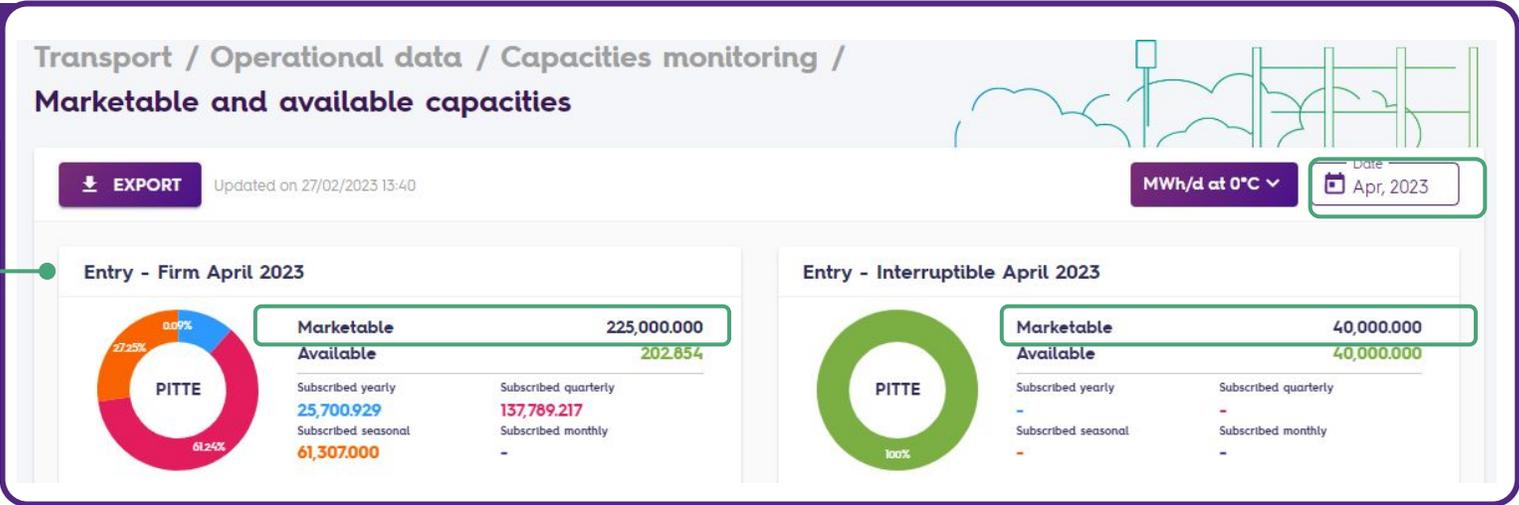 Transport / Operational data / Capacities monitoring /
Marketable and available capacities
EXPORT Updated on 27/02/2023 13:40
MWh/d at 0°C
Date
Apr, 2023
Entry - Firm April 2023
0.09%
27.25%
PITTE
61.24%
Marketable 225,000.000
Available 202.854
Subscribed yearly Subscribed quarterly
25,700.929 137,789.217
Subscribed seasonal Subscribed monthly
61,307.000 -
Entry - Interruptible April 2023
PITTE
100%
Marketable 40,000.000
Available 40,000.000
Subscribed yearly Subscribed quarterly
- -
Subscribed seasonal Subscribed monthly
- -